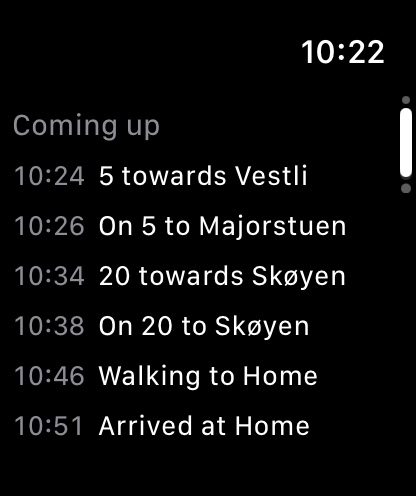 10:22
Coming up
10:24 5 towards Vestli
10:26 On 5 to Majorstuen
10:34 20 towards Skøyen
10:38 On 20 to Skøyen
10:46 Walking to Home
10:51 Arrived at Home